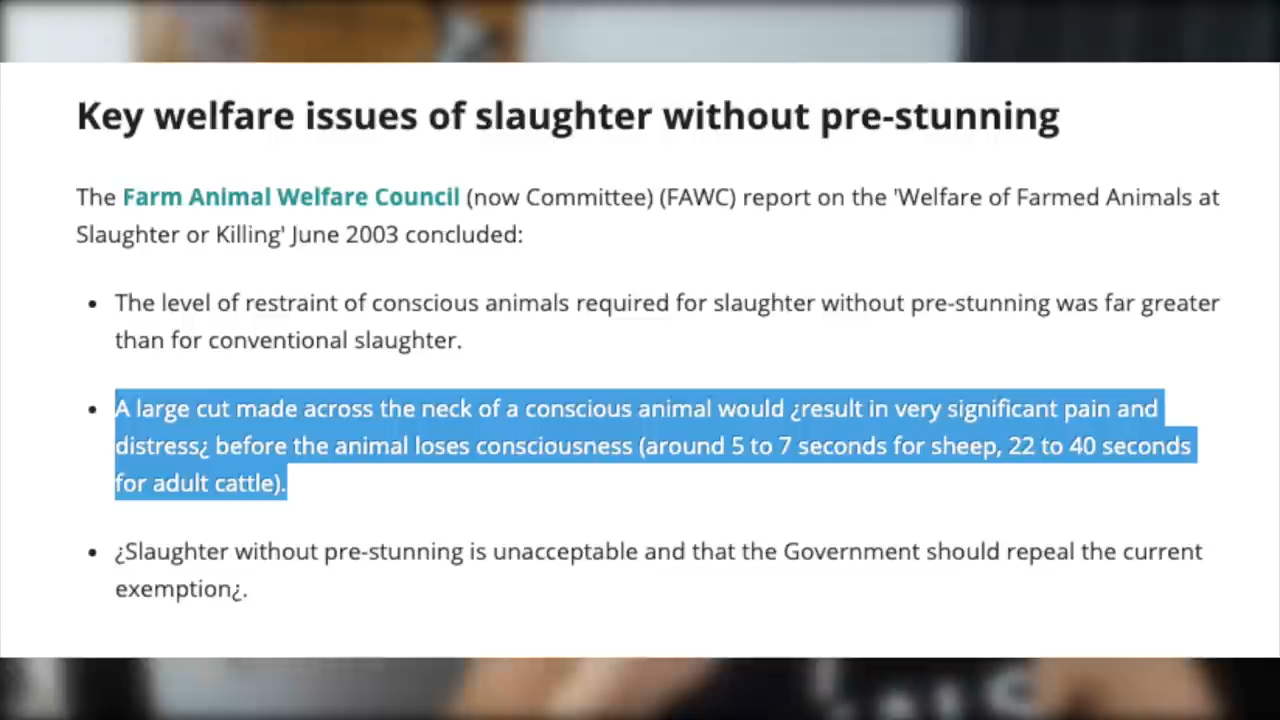 Key welfare issues of slaughter without pre-stunning
The Farm Animal Welfare Council (now Committee) (FAWC) report on the 'Welfare of Farmed Animals at
Slaughter or Killing' June 2003 concluded:
• The level of restraint of conscious animals required for slaughter without pre-stunning was far greater
than for conventional slaughter.
• A large cut made across the neck of a conscious animal would ¿result in very significant pain and
distress¿ before the animal loses consciousness (around 5 to 7 seconds for sheep, 22 to 40 seconds
for adult cattle).
• ¿Slaughter without pre-stunning is unacceptable and that the Government should repeal the current
exemption¿.